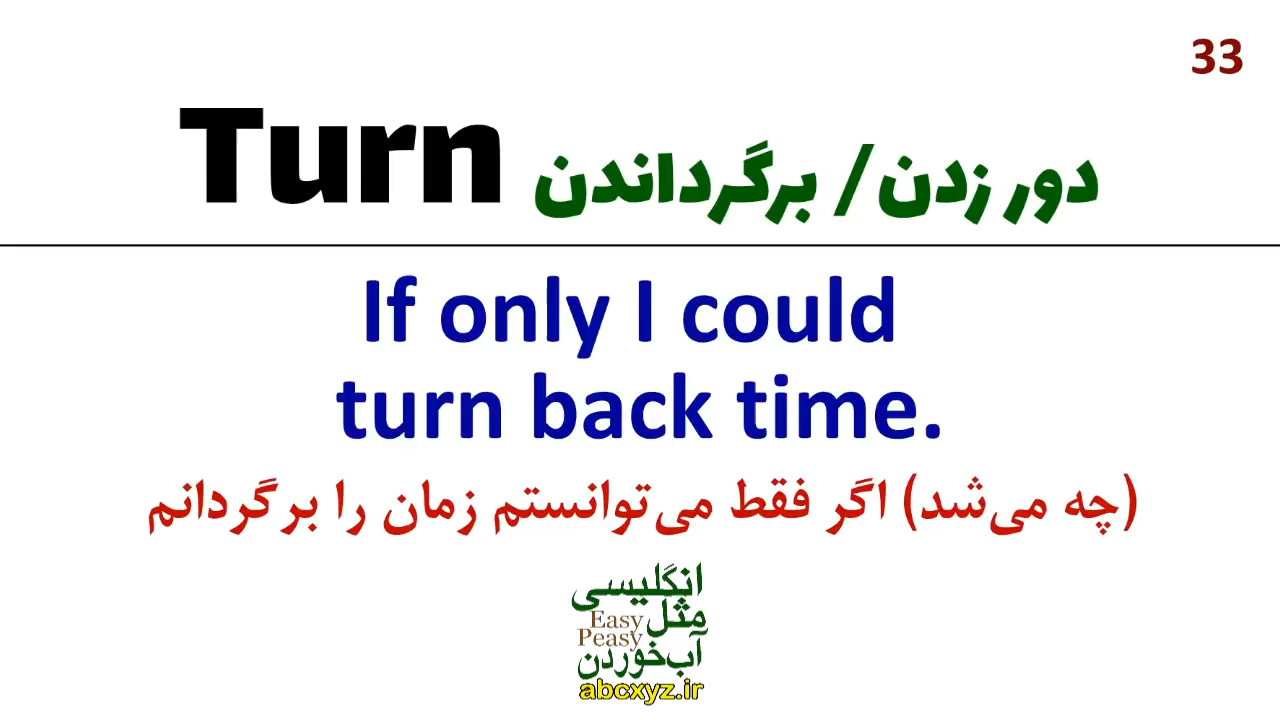 33
Turn دور زدن / برگرداندن
If only I could
turn back time.
(چه می‌شد) اگر فقط می‌توانستم زمان را برگردانم
انگلیسی
مثل Easy
Peasy
آب‌خوردن
abcxyz.ir